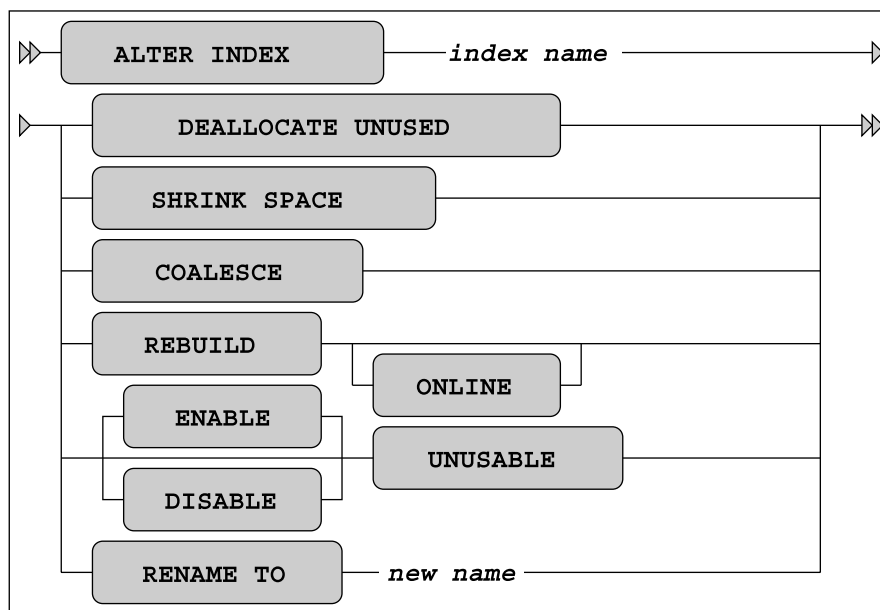 ALTER INDEX index name
DEALLOCATE UNUSED
SHRINK SPACE
COALESCE
REBUILD
ONLINE
ENABLE
UNUSABLE
DISABLE
RENAME TO new name